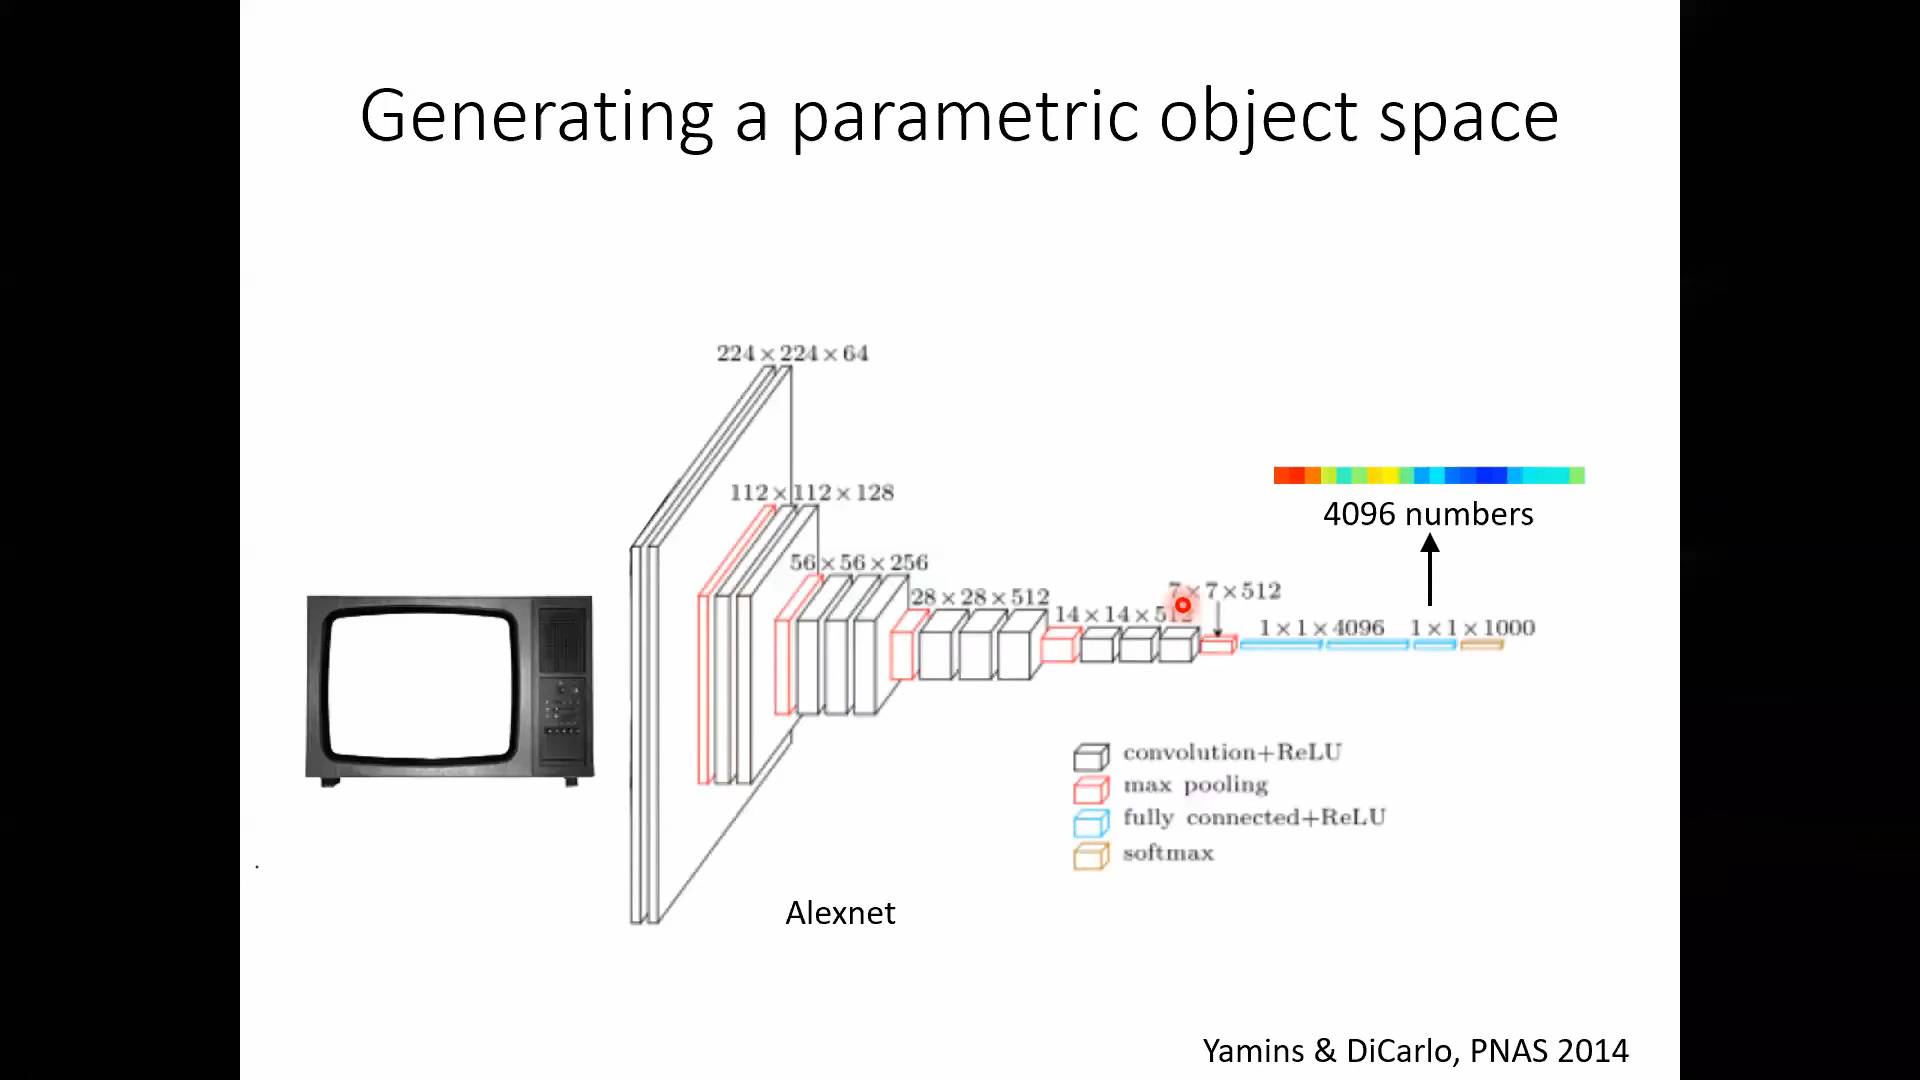 Generating a parametric object space
224×224×64
112×112×128
56×56×256
28×28×512
14×14×512
7×7×512
4096 numbers
1×1×4096
1×1×1000
convolution+ReLU
max pooling
fully connected+ReLU
softmax
Alexnet
Yamins & DiCarlo, PNAS 2014